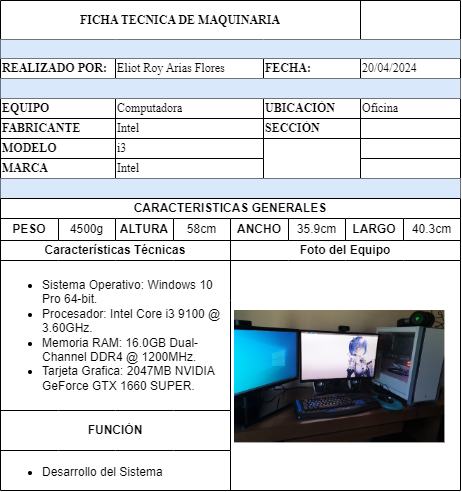 FICHA TECNICA DE MAQUINARIA
REALIZADO POR: Eliot Roy Arias Flores FECHA: 20/04/2024
EQUIPO Computadora UBICACIÓN Oficina
FABRICANTE Intel SECCIÓN
MODELO i3
MARCA Intel
CARACTERISTICAS GENERALES
PESO 4500g ALTURA 58cm ANCHO 35.9cm LARGO 40.3cm
Características Técnicas Foto del Equipo
• Sistema Operativo: Windows 10
Pro 64-bit.
• Procesador: Intel Core i3 9100 @
3.60GHz.
• Memoria RAM: 16.0GB Dual-
Channel DDR4 @ 1200MHz.
• Tarjeta Grafica: 2047MB NVIDIA
GeForce GTX 1660 SUPER.
FUNCIÓN
• Desarrollo del Sistema